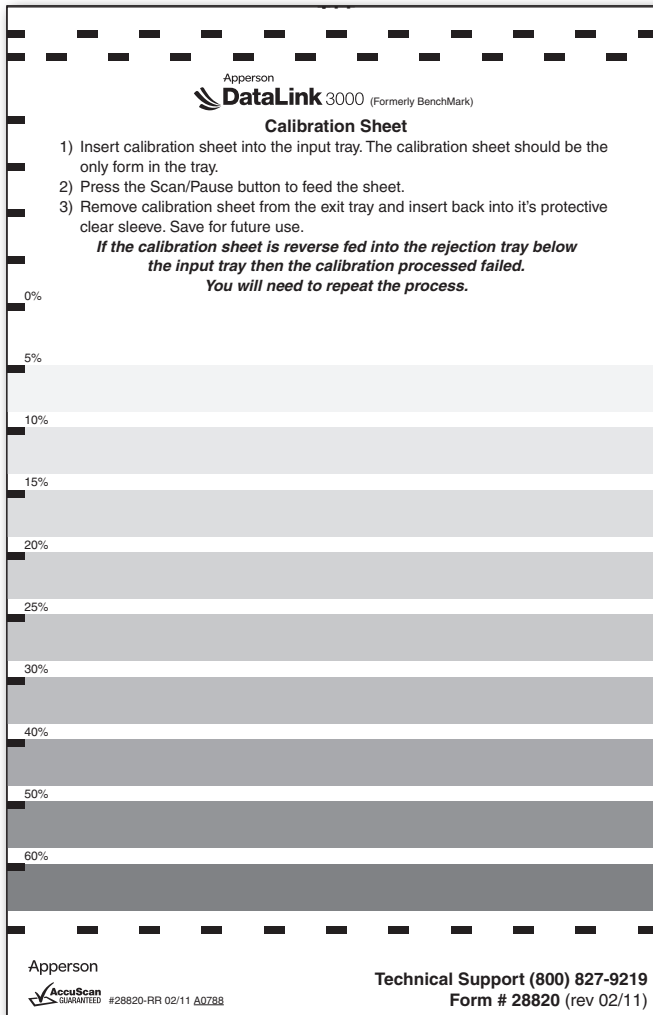 Apperson
DataLink 3000 (Formerly BenchMark)
Calibration Sheet
1) Insert calibration sheet into the input tray. The calibration sheet should be the
only form in the tray.
2) Press the Scan/Pause button to feed the sheet.
3) Remove calibration sheet from the exit tray and insert back into it's protective
clear sleeve. Save for future use.
If the calibration sheet is reverse fed into the rejection tray below
the input tray then the calibration processed failed.
You will need to repeat the process.
0%
5%
10%
15%
20%
25%
30%
40%
50%
60%
Apperson
AccuScan
GUARANTEED #28820-RR 02/11 A0788
Technical Support (800) 827-9219
Form # 28820 (rev 02/11)